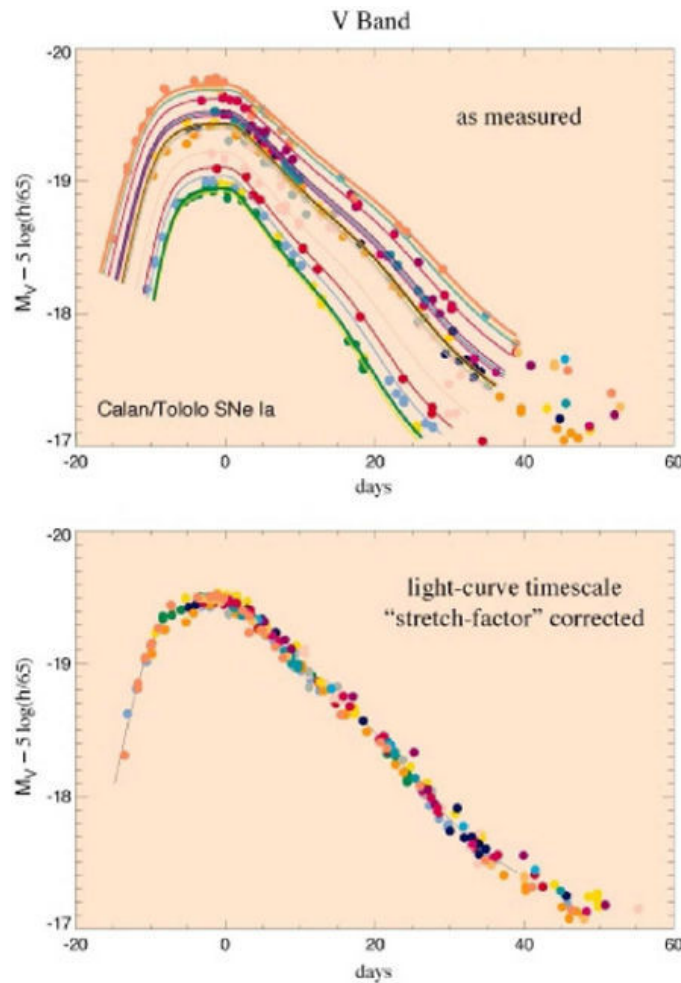 V Band
-20
-19
-18
-17
M_V – 5 log(h/65)
as measured
Calan/Tololo SNe Ia
-20 0 20 40 60
days
-20
-19
-18
-17
M_V – 5 log(h/65)
light-curve timescale
“stretch-factor” corrected
-20 0 20 40 60
days